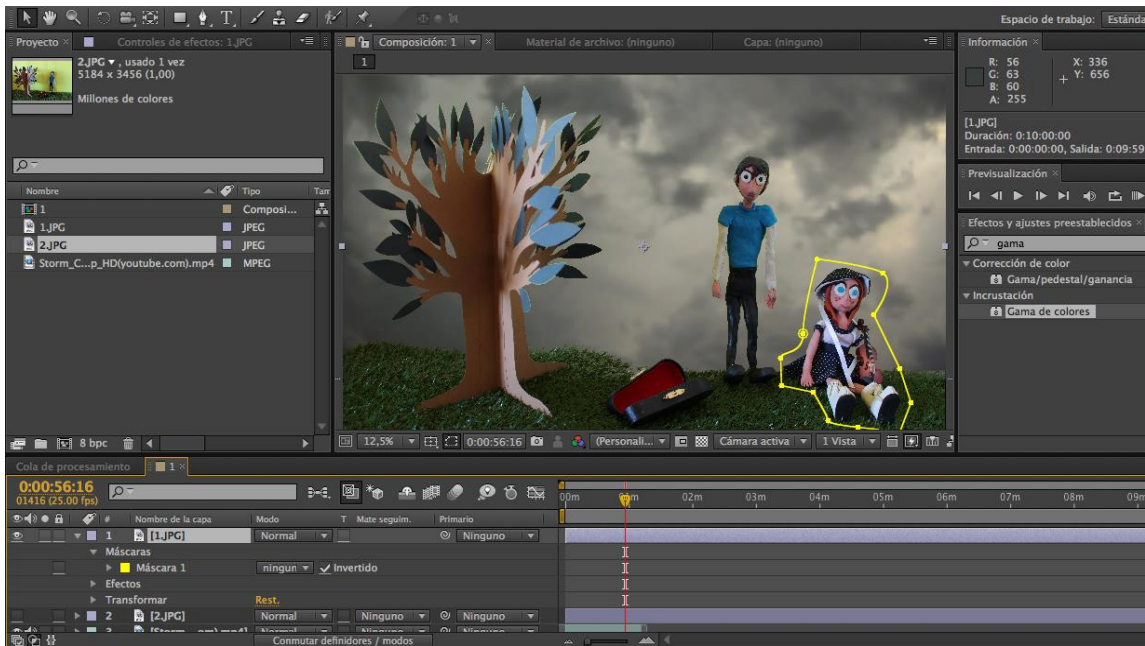 Espacio de trabajo: Estánda
Proyecto
Controles de efectos: 1.JPG
Composición: 1
Material de archivo: (ninguno)
Capa: (ninguno)
Información
2.JPG , usado 1 vez
5184 x 3456 (1,00)
Millones de colores
1
R: 56
G: 63
B: 60
A: 255
X: 336
Y: 656
[1.JPG]
Duración: 0:10:00:00
Entrada: 0:00:00:00, Salida: 0:09:59
Previsualización
Efectos y ajustes preestablecidos
gama
Corrección de color
Gama/pedestal/ganancia
Incrustación
Gama de colores
Nombre Tipo Tam
1 Composi...
1.JPG JPEG
2.JPG JPEG
Storm_C...p_HD(youtube.com).mp4 MPEG
8 bpc
12,5% 0:00:56:16 (Personali... Cámara activa 1 Vista
Cola de procesamiento 1
0:00:56:16
01416 (25.00 fps)
00m 02m 03m 04m 05m 06m 07m 08m 09m
# Nombre de la capa Modo T Mate seguim. Primario
1 [1.JPG] Normal Ninguno
Máscaras
Máscara 1 ningun Invertido
Efectos
Transformar Rest.
2 [2.JPG] Normal Ninguno Ninguno
Conmutar definidores / modos